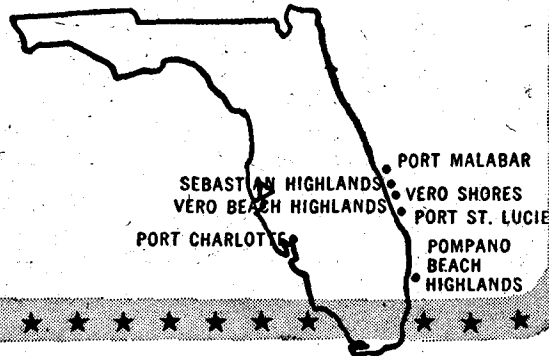 PORT MALABAR
SEBASTIAN HIGHLANDS
VERO SHORES
VERO BEACH HIGHLANDS
PORT ST. LUCIE
PORT CHARLOTTE
POMPANO
BEACH
HIGHLANDS